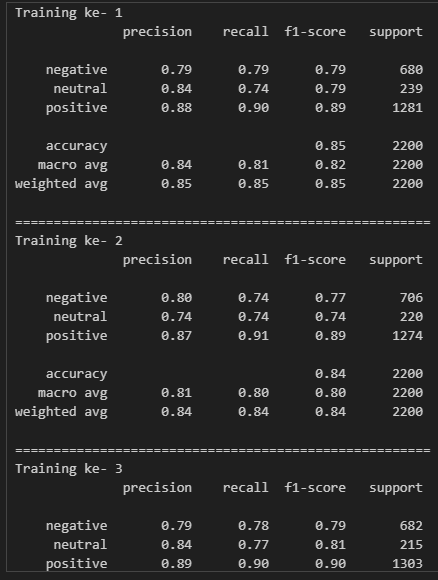 Training ke- 1
precision recall f1-score support
negative 0.79 0.79 0.79 680
neutral 0.84 0.74 0.79 239
positive 0.88 0.90 0.89 1281
accuracy 0.85 2200
macro avg 0.84 0.81 0.82 2200
weighted avg 0.85 0.85 0.85 2200
======================================================
Training ke- 2
precision recall f1-score support
negative 0.80 0.74 0.77 706
neutral 0.74 0.74 0.74 220
positive 0.87 0.91 0.89 1274
accuracy 0.84 2200
macro avg 0.81 0.80 0.80 2200
weighted avg 0.84 0.84 0.84 2200
======================================================
Training ke- 3
precision recall f1-score support
negative 0.79 0.78 0.79 682
neutral 0.84 0.77 0.81 215
positive 0.89 0.90 0.90 1303